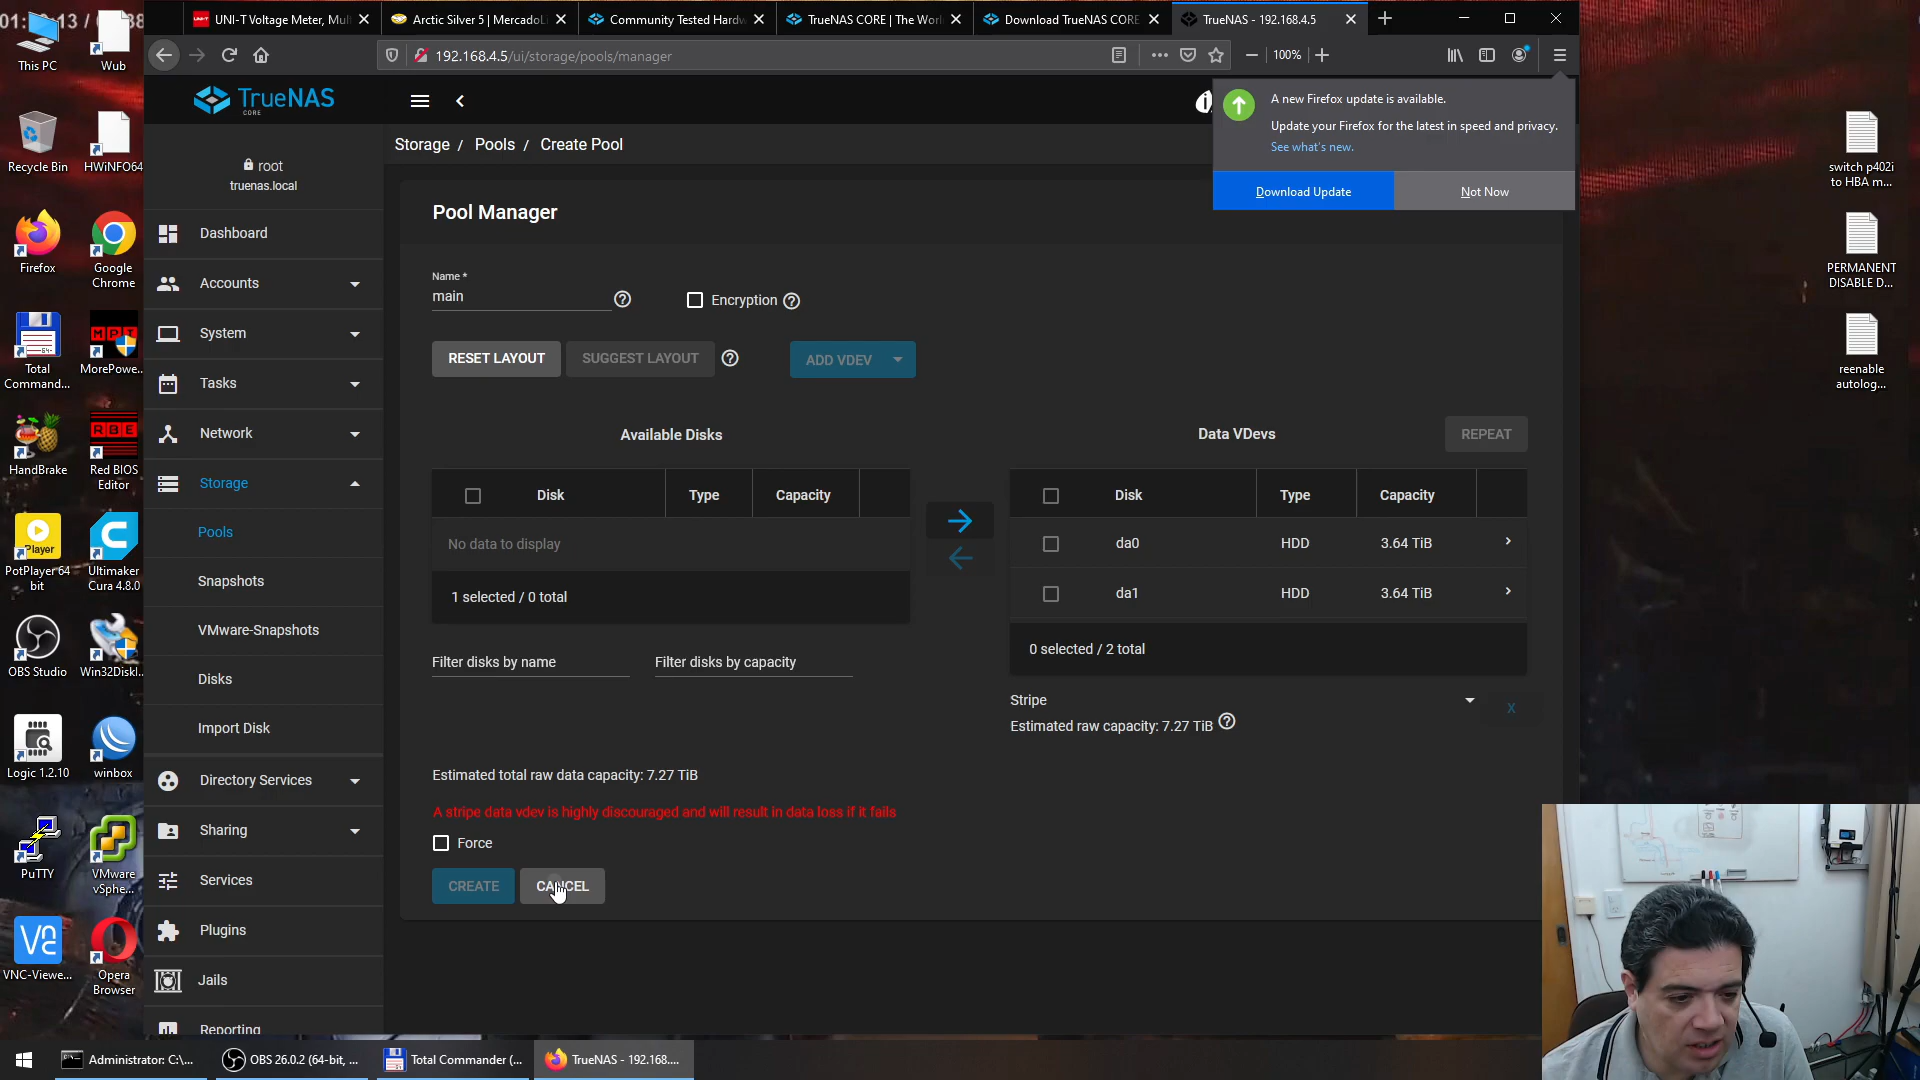 UNI-T Voltage Meter, Mul
Arctic Silver 5 | MercadoLi
Community Tested Hardw
TrueNAS CORE | The Worl
Download TrueNAS CORE
TrueNAS - 192.168.4.5
192.168.4.5/ui/storage/pools/manager
100%
A new Firefox update is available.
Update your Firefox for the latest in speed and privacy.
See what's new.
Download Update
Not Now
TrueNAS
CORE
root
truenas.local
Dashboard
Accounts
System
Tasks
Network
Storage
Pools
Snapshots
VMware-Snapshots
Disks
Import Disk
Directory Services
Sharing
Services
Plugins
Jails
Reporting
Storage / Pools / Create Pool
Pool Manager
Name *
main
Encryption
RESET LAYOUT
SUGGEST LAYOUT
ADD VDEV
Available Disks
Disk Type Capacity
No data to display
1 selected / 0 total
Filter disks by name
Filter disks by capacity
Data VDevs
REPEAT
Disk Type Capacity
da0 HDD 3.64 TiB
da1 HDD 3.64 TiB
0 selected / 2 total
Stripe
X
Estimated raw capacity: 7.27 TiB
Estimated total raw data capacity: 7.27 TiB
A stripe data vdev is highly discouraged and will result in data loss if it fails
Force
CREATE
CANCEL
This PC
Wub
Recycle Bin
HWiNFO64
Firefox
Google
Chrome
Total
Comman...
MorePowe...
HandBrake
Red BIOS
Editor
PotPlayer 64
bit
Ultimaker
Cura 4.8.0
OBS Studio
Win32DiskI...
Logic 1.2.10
winbox
PuTTY
VMware
vSphe...
VNC-Viewe...
Opera
Browser
switch p402i
to HBA m...
PERMANENT
DISABLE D...
reenable
autolog...
Administrator: C:\...
OBS 26.0.2 (64-bit, ...
Total Commander (...
TrueNAS - 192.168....